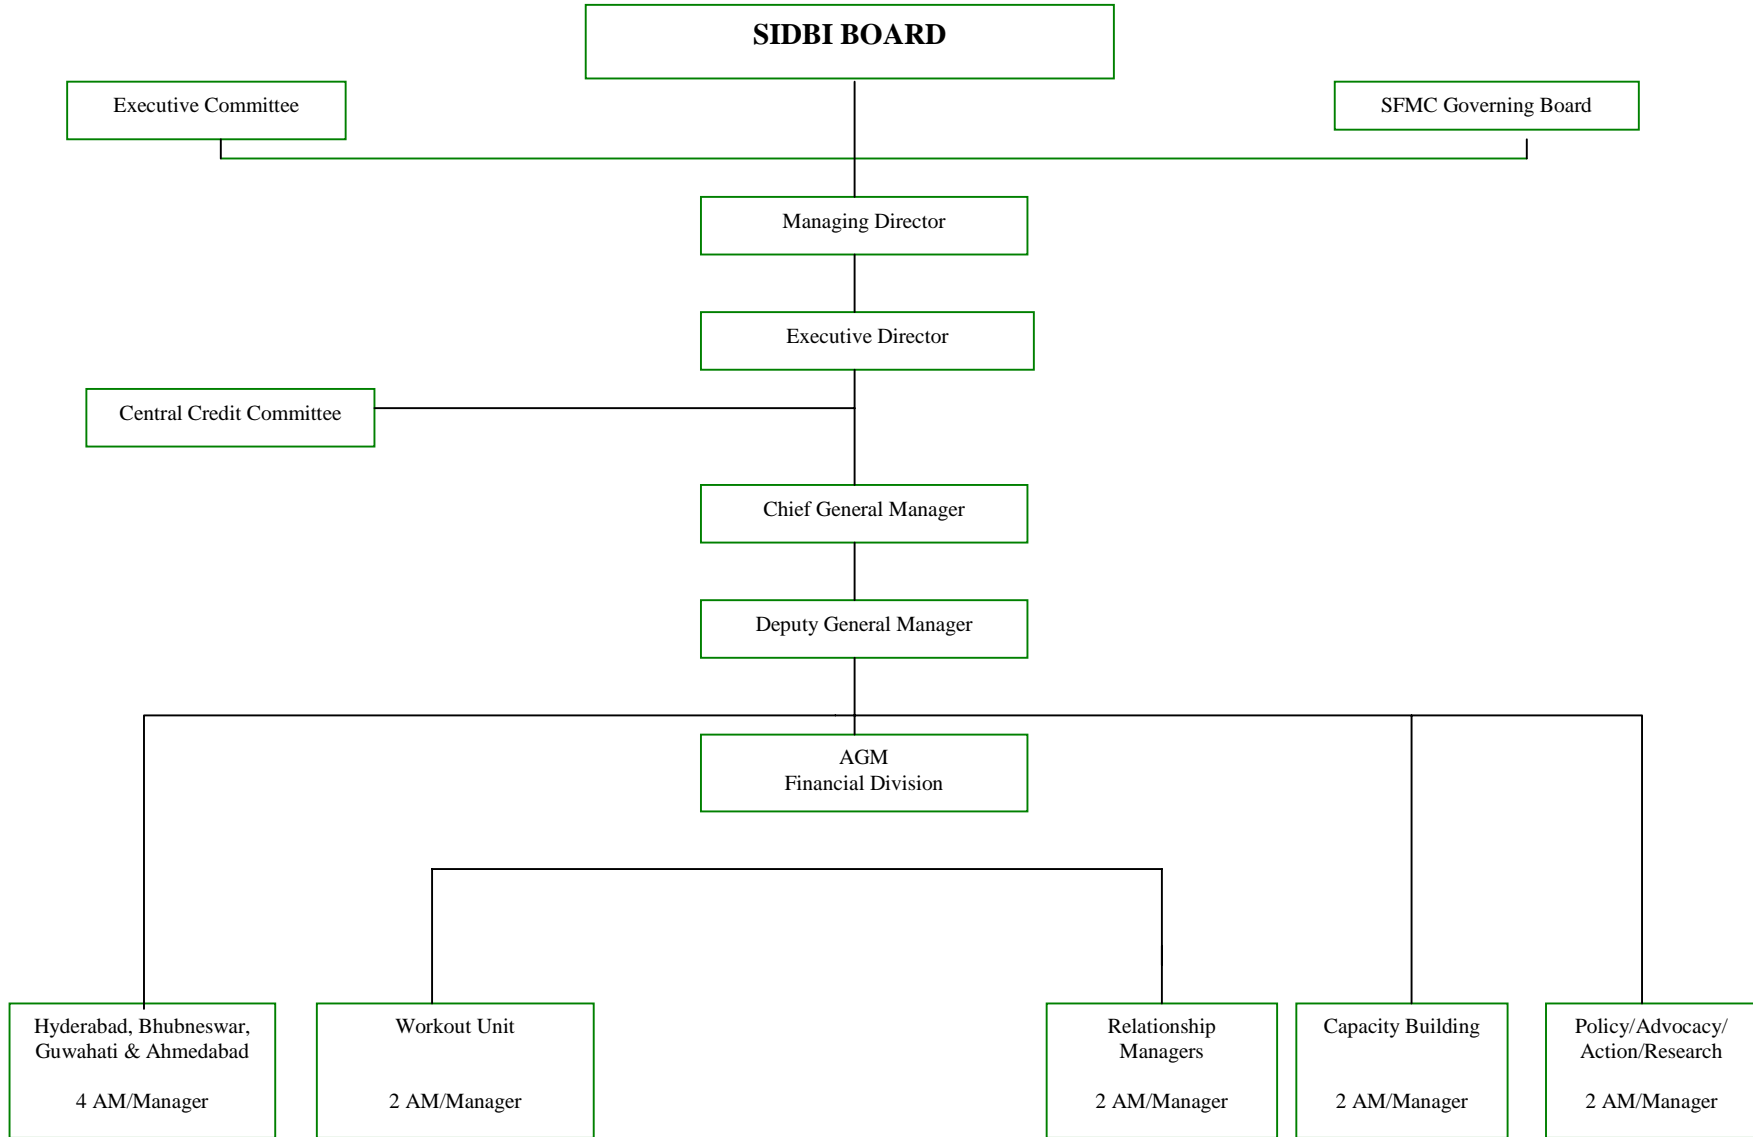 SIDBI BOARD
Executive Committee
SFMC Governing Board
Managing Director
Executive Director
Central Credit Committee
Chief General Manager
Deputy General Manager
AGM
Financial Division
Hyderabad, Bhubneswar,
Guwahati & Ahmedabad
4 AM/Manager
Workout Unit
2 AM/Manager
Relationship
Managers
2 AM/Manager
Capacity Building
2 AM/Manager
Policy/Advocacy/
Action/Research
2 AM/Manager